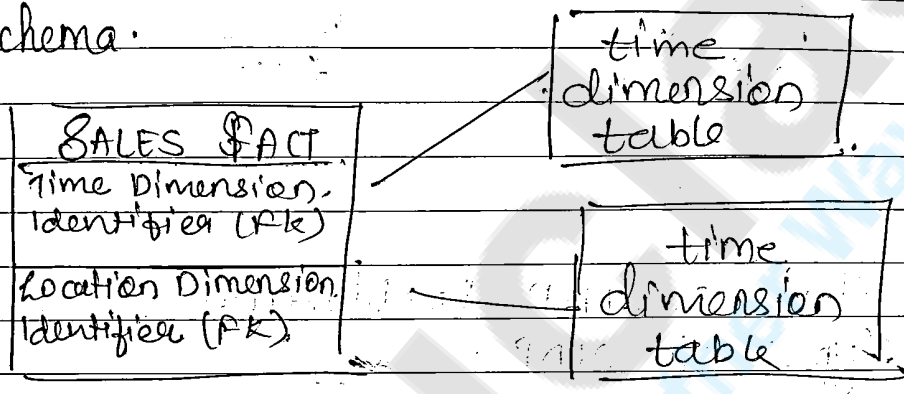 chema.
time
dimension
table
SALES FACT
Time Dimension.
Identifier (Fk)
Location Dimension
Identifier (FK)
time
dimension
table